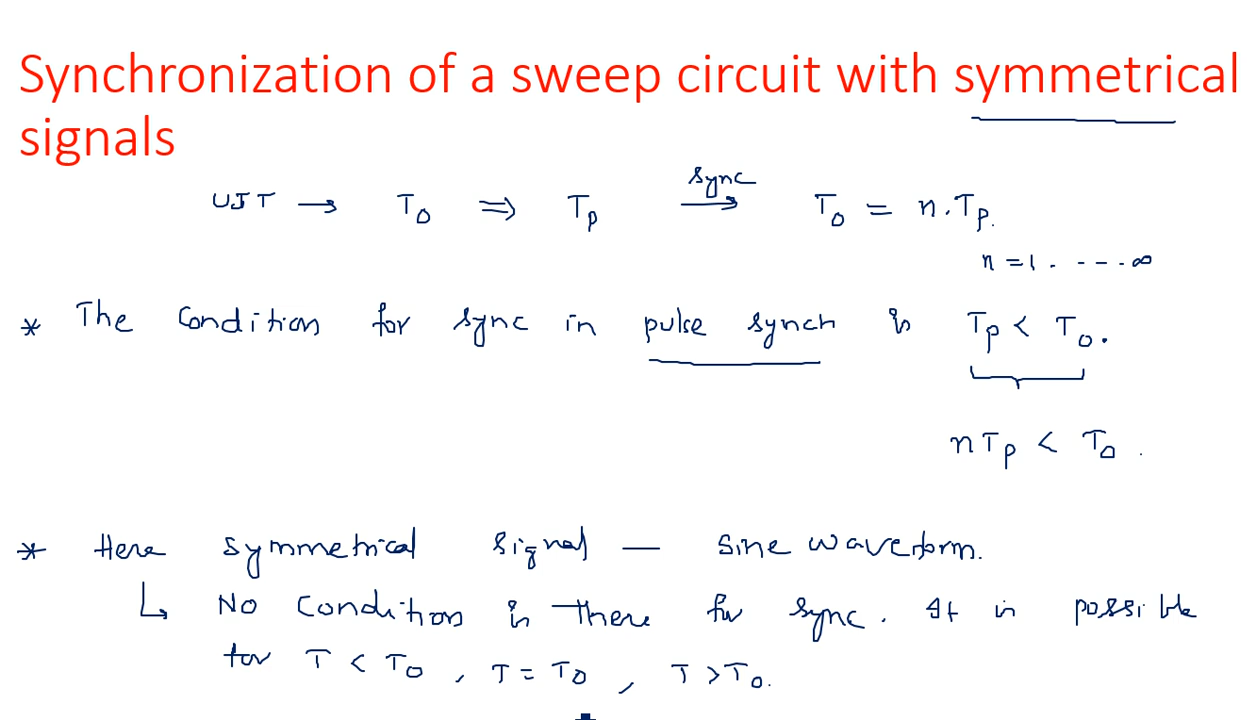 Synchronization of a sweep circuit with symmetrical
signals
UJT → T₀ ⇒ Tp sync → T₀ = n.Tp.
n = 1 . - - - . ∞
* The Condition for sync in pulse synch is Tp < T₀.
nTp < T₀ .
* Here symmetrical signal — sine waveform.
↳ No condition is there for sync. It is possible
for T < T₀ , T = T₀ , T > T₀.